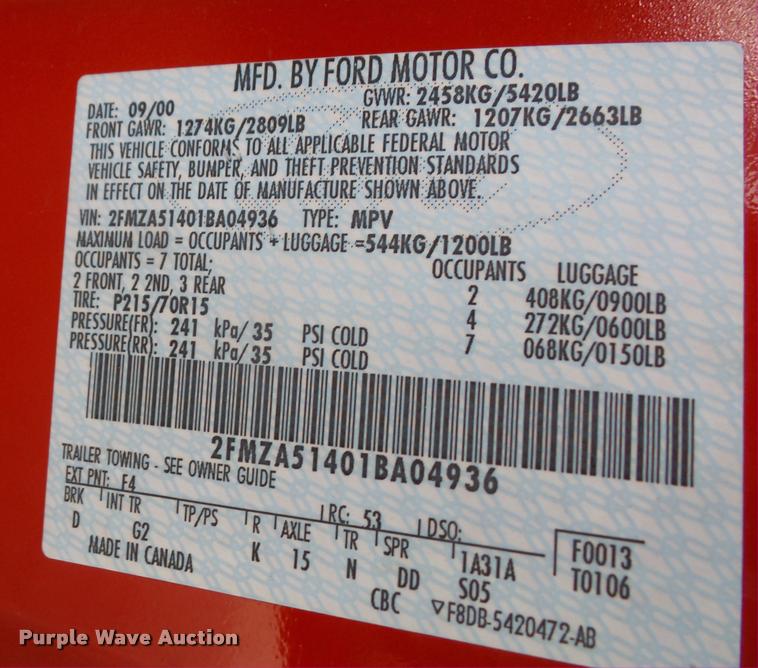 MFD. BY FORD MOTOR CO.
DATE: 09/00 GVWR: 2458KG/5420LB
FRONT GAWR: 1274KG/2809LB REAR GAWR: 1207KG/2663LB
THIS VEHICLE CONFORMS TO ALL APPLICABLE FEDERAL MOTOR
VEHICLE SAFETY, BUMPER, AND THEFT PREVENTION STANDARDS
IN EFFECT ON THE DATE OF MANUFACTURE SHOWN ABOVE.
VIN: 2FMZA51401BA04936 TYPE: MPV
MAXIMUM LOAD = OCCUPANTS + LUGGAGE =544KG/1200LB
OCCUPANTS = 7 TOTAL; OCCUPANTS LUGGAGE
2 FRONT, 2 2ND, 3 REAR 2 408KG/0900LB
TIRE: P215/70R15 4 272KG/0600LB
PRESSURE(FR): 241 kPa/35 PSI COLD 7 068KG/0150LB
PRESSURE(RR): 241 kPa/35 PSI COLD
2FMZA51401BA04936
TRAILER TOWING - SEE OWNER GUIDE
EXT PNT: F4 RC: 53 DSO: F0013
BRK INT TR TP/PS R AXLE TR SPR 1A31A T0106
D G2 K 15 N DD S05
MADE IN CANADA CBC ▽F8DB-5420472-AB
Purple Wave Auction